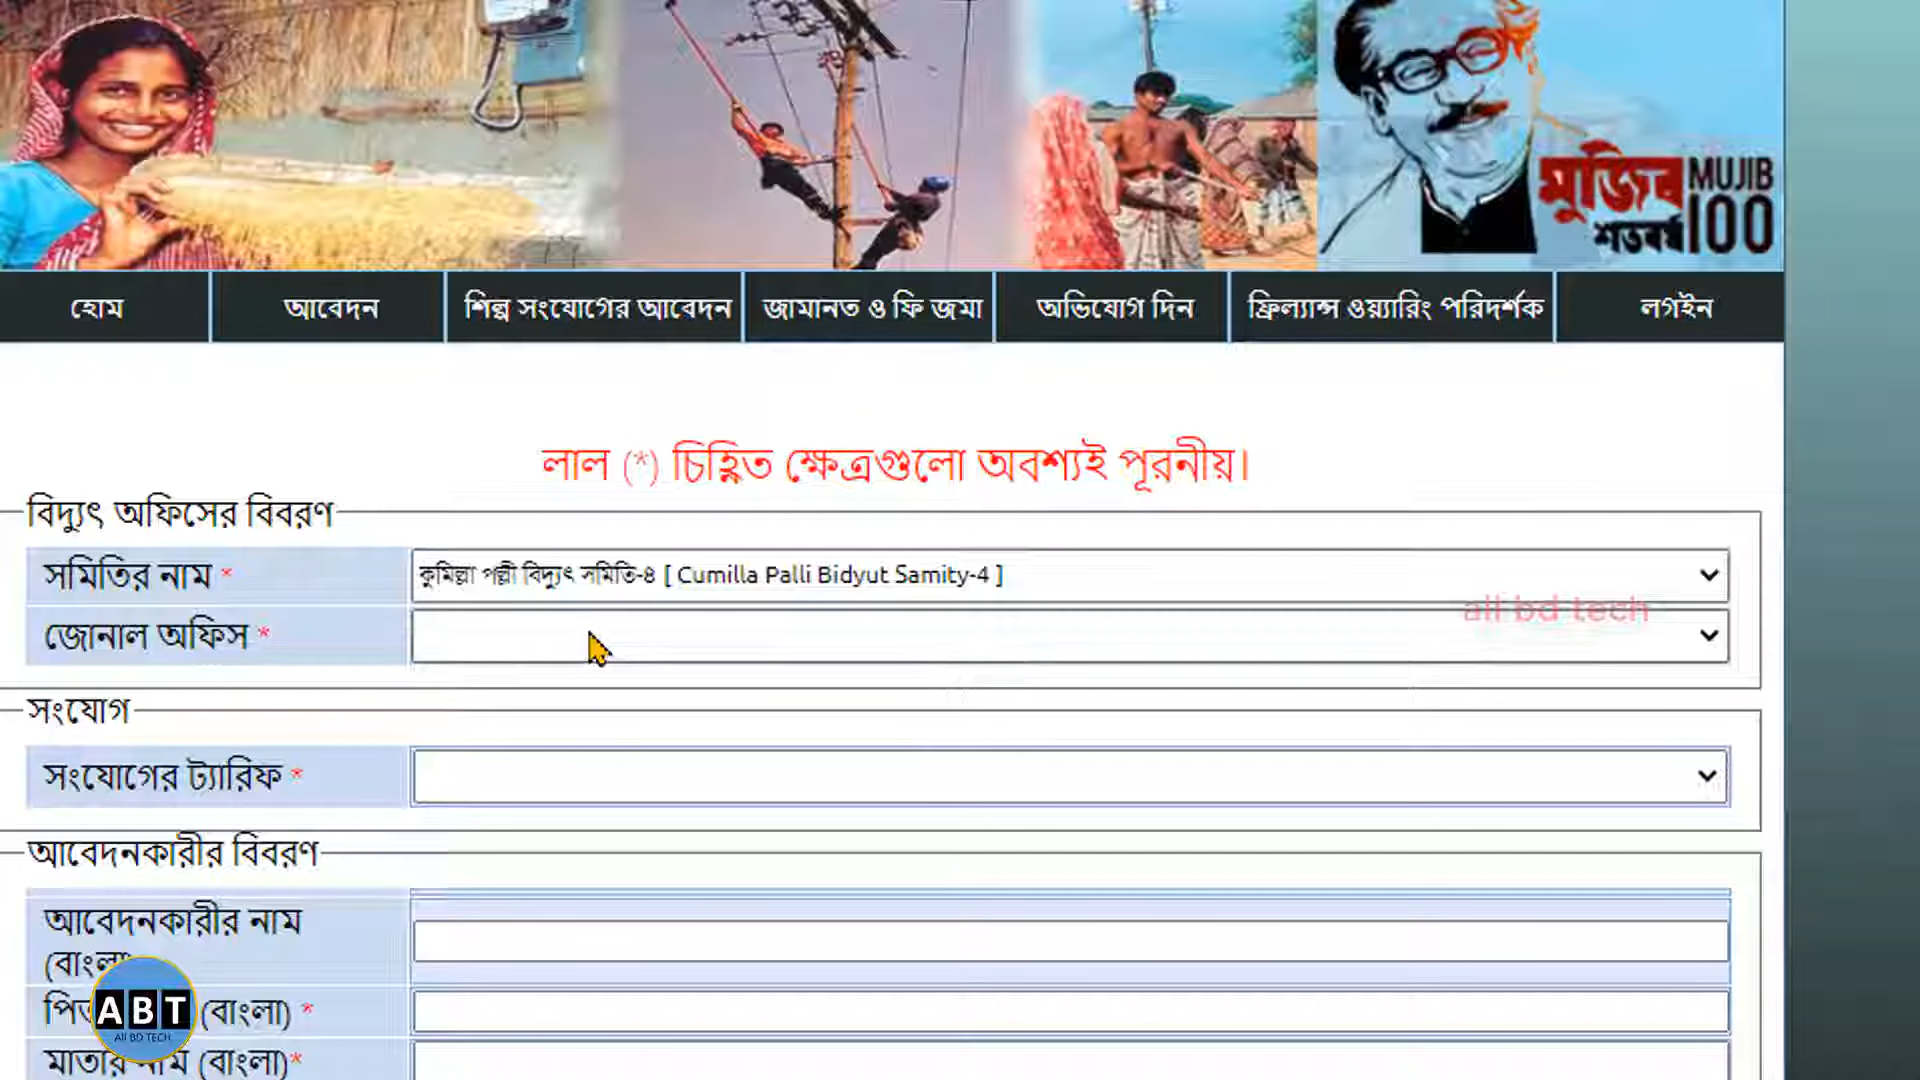 মুজিব
শতবর্ষ
MUJIB
100
হোম
আবেদন
শিল্প সংযোগের আবেদন
জামানত ও ফি জমা
অভিযোগ দিন
ফ্রিল্যান্স ওয়্যারিং পরিদর্শক
লগইন
লাল (*) চিহ্নিত ক্ষেত্রগুলো অবশ্যই পূরনীয়।
বিদ্যুৎ অফিসের বিবরণ
সমিতির নাম *
কুমিল্লা পল্লী বিদ্যুৎ সমিতি-৪ [ Cumilla Palli Bidyut Samity-4 ]
all bd tech
জোনাল অফিস *
সংযোগ
সংযোগের ট্যারিফ *
আবেদনকারীর বিবরণ
আবেদনকারীর নাম
(বাংলা)
(বাংলা) *
ABT
All BD TECH
মাতার নাম (বাংলা)*